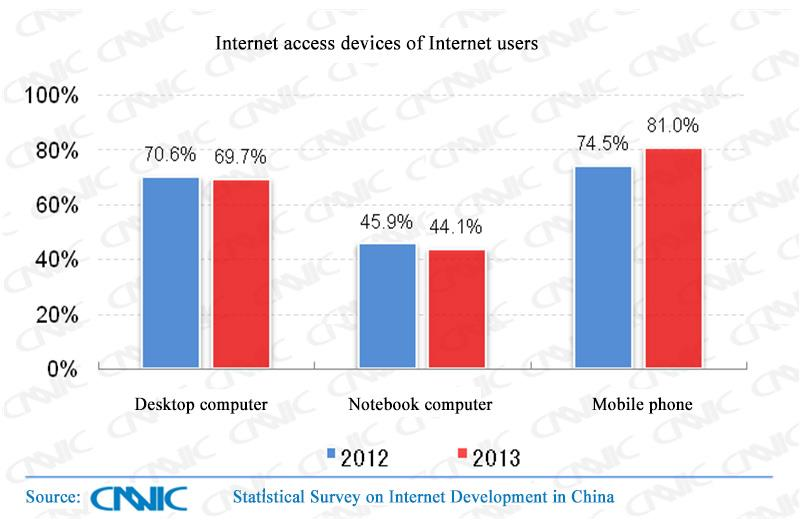 Internet access devices of Internet users
100%
80%
60%
40%
20%
0%
70.6%
69.7%
45.9%
44.1%
74.5%
81.0%
Desktop computer
Notebook computer
Mobile phone
2012
2013
Source: CNNIC Statistical Survey on Internet Development in China